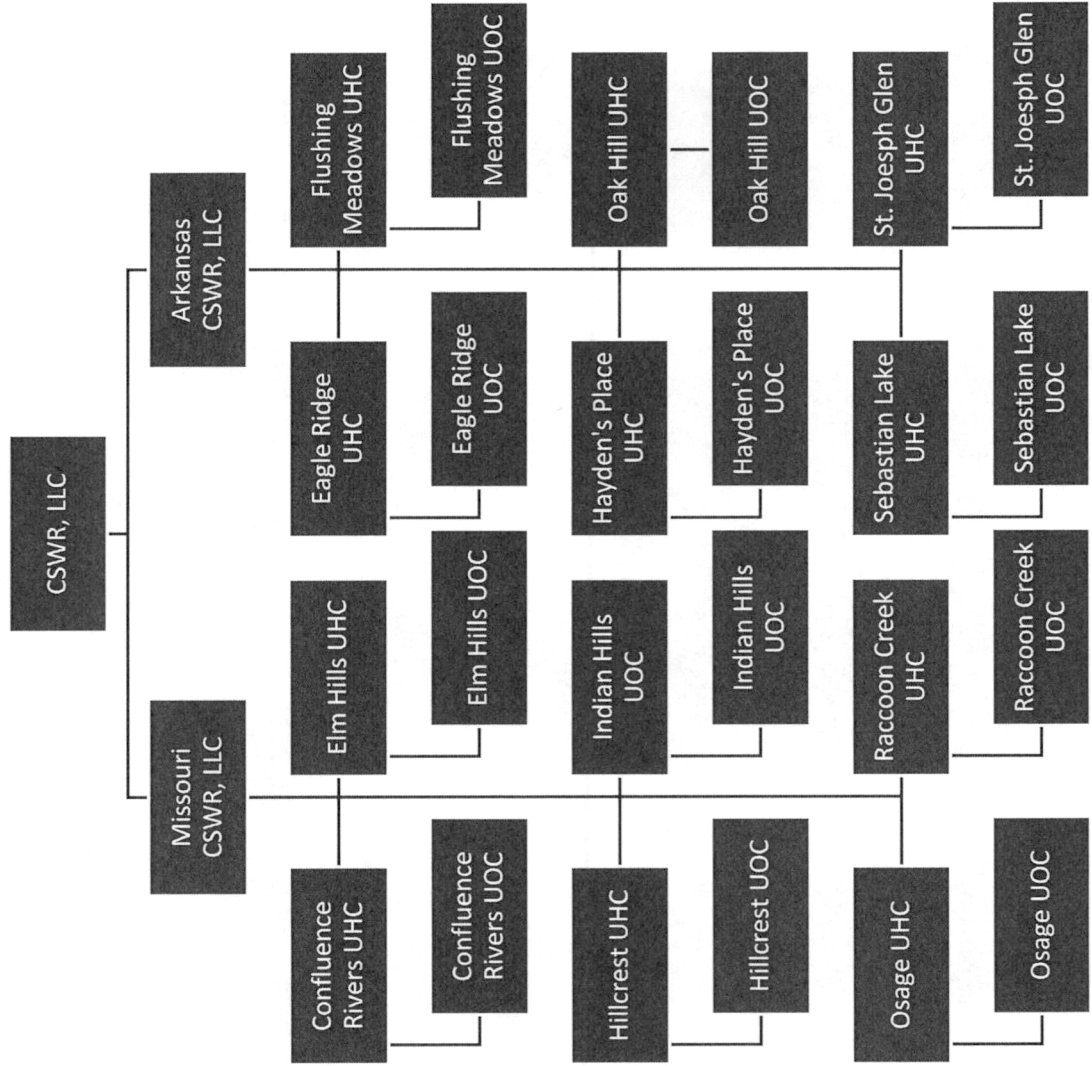 CSWR, LLC
Missouri
CSWR, LLC
Arkansas
CSWR, LLC
Confluence
Rivers UHC
Elm Hills UHC
Eagle Ridge
UHC
Flushing
Meadows UHC
Confluence
Rivers UOC
Elm Hills UOC
Eagle Ridge
UOC
Flushing
Meadows UOC
Hillcrest UHC
Indian Hills
UOC
Hayden's Place
UHC
Oak Hill UHC
Hillcrest UOC
Indian Hills
UOC
Hayden's Place
UOC
Oak Hill UOC
Osage UHC
Raccoon Creek
UHC
Sebastian Lake
UHC
St. Joesph Glen
UHC
Osage UOC
Raccoon Creek
UOC
Sebastian Lake
UOC
St. Joesph Glen
UOC